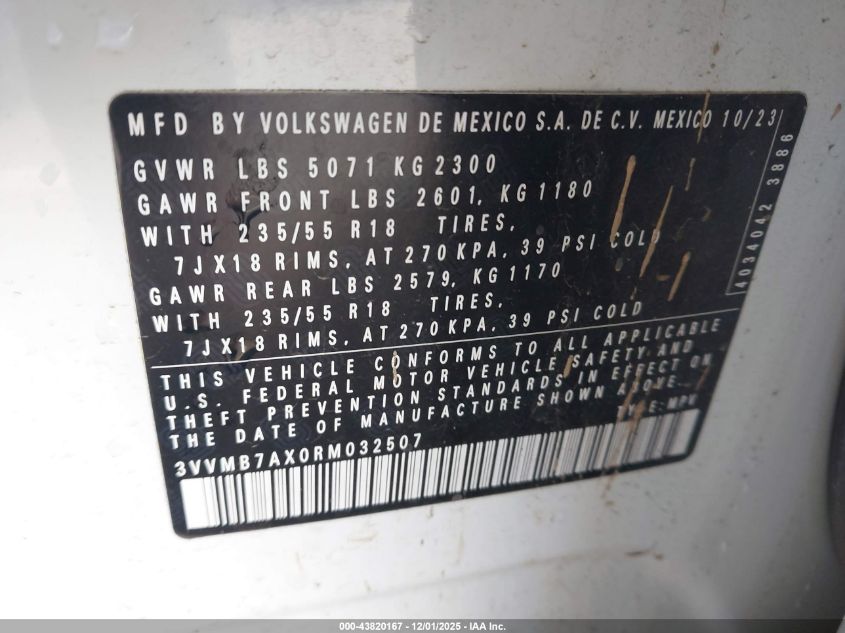 MFD BY VOLKSWAGEN DE MEXICO S.A. DE C.V. MEXICO 10/23
GVWR LBS 5071 KG 2300
GAWR FRONT LBS 2601, KG 1180
WITH 235/55 R18 TIRES,
7JX18 RIMS, AT 270 KPA, 39 PSI COLD
GAWR REAR LBS 2579, KG 1170
WITH 235/55 R18 TIRES,
7JX18 RIMS, AT 270 KPA, 39 PSI COLD
THIS VEHICLE CONFORMS TO ALL APPLICABLE
U.S. FEDERAL MOTOR VEHICLE SAFETY AND
THEFT PREVENTION STANDARDS IN EFFECT ON
THE DATE OF MANUFACTURE SHOWN ABOVE.
TYPE: MPV
3VVMB7AX0RM032507
4034042 3886
000-43820167 - 12/01/2025 - IAA Inc.